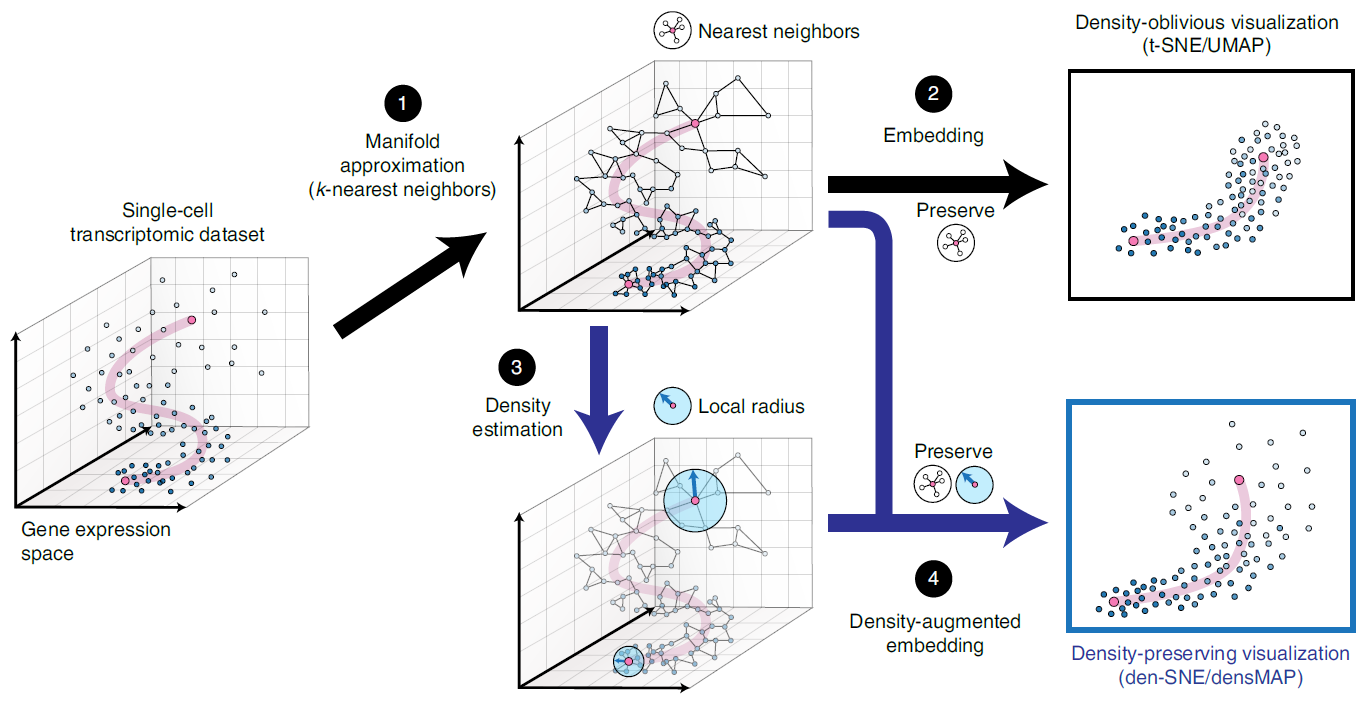 Single-cell
transcriptomic dataset
Gene expression
space
1
Manifold
approximation
(k-nearest neighbors)
Nearest neighbors
2
Embedding
Preserve
Density-oblivious visualization
(t-SNE/UMAP)
3
Density
estimation
Local radius
Preserve
4
Density-augmented
embedding
Density-preserving visualization
(den-SNE/densMAP)